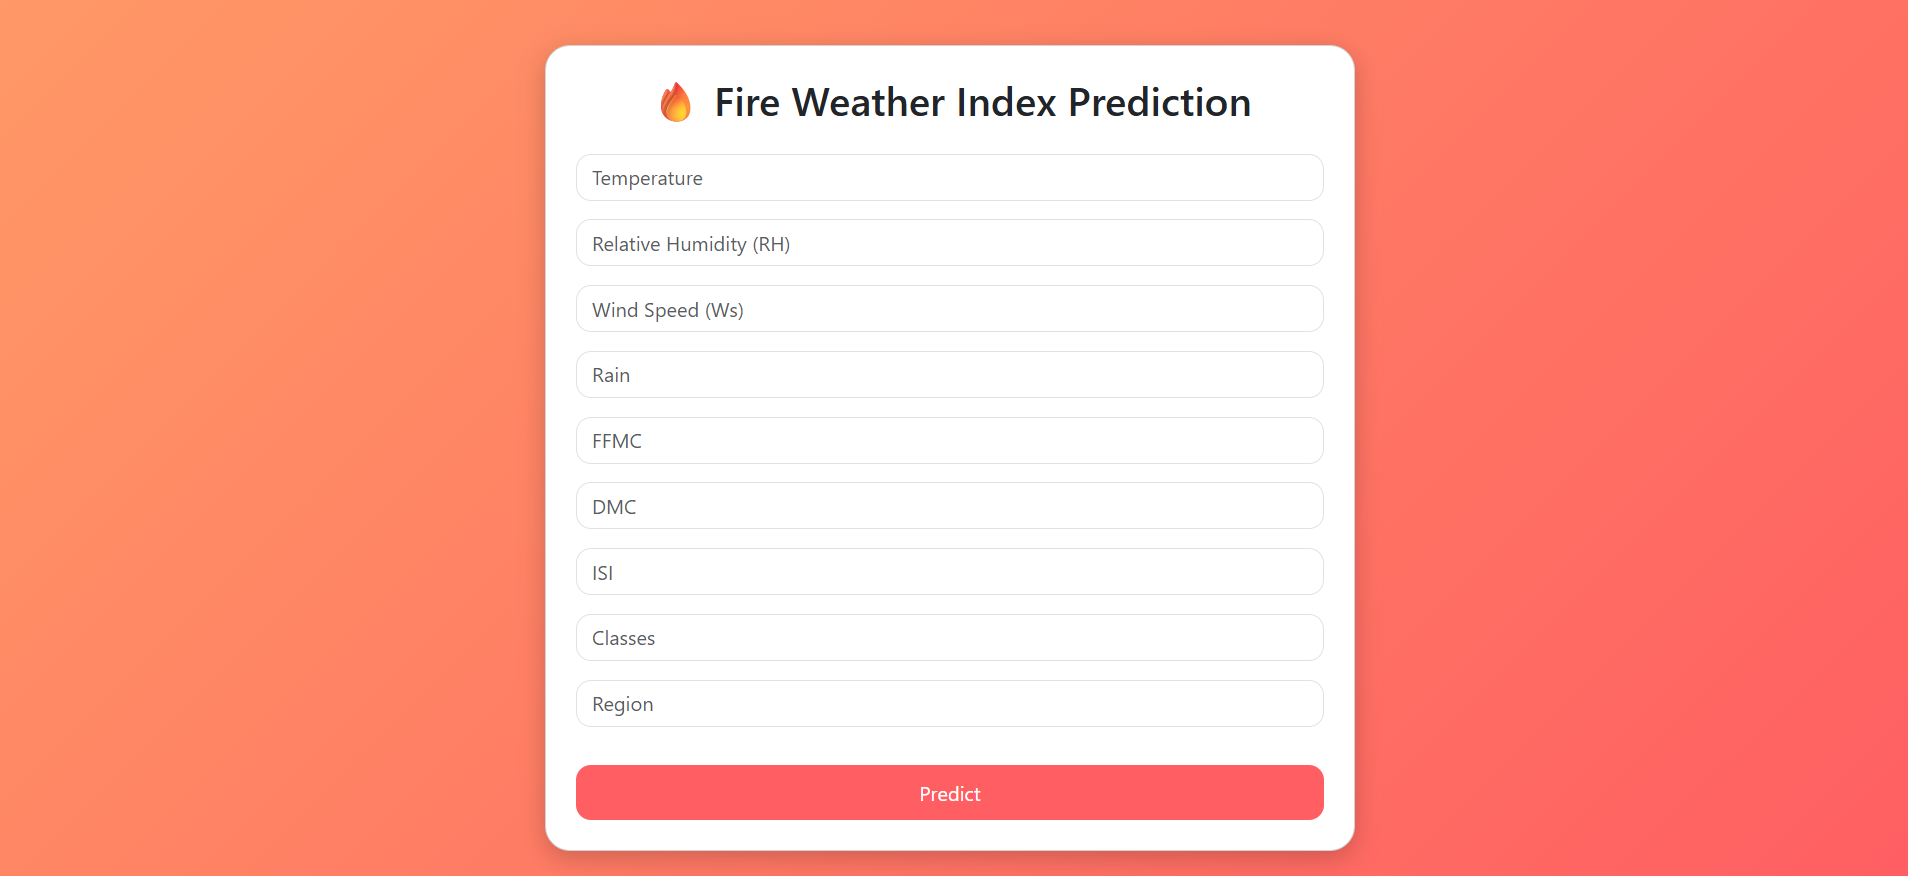 Fire Weather Index Prediction
Temperature
Relative Humidity (RH)
Wind Speed (Ws)
Rain
FFMC
DMC
ISI
Classes
Region
Predict